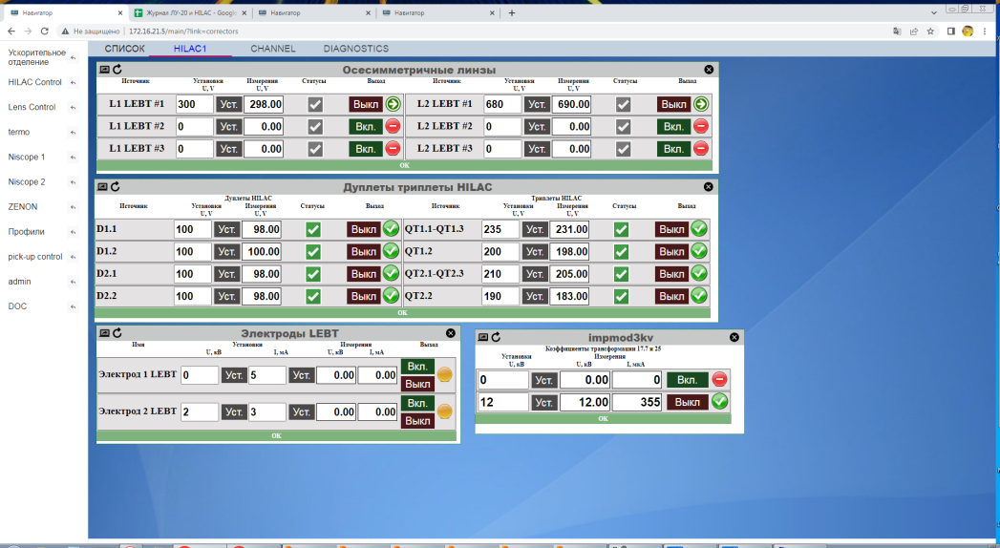 Навигатор
Журнал ЛУ-20 и HILAC - Google
Навигатор
Навигатор
Не защищено | 172.16.21.5/main/?link=correctors
СПИСОК HILAC1 CHANNEL DIAGNOSTICS
Ускорительное
отделение
HILAC Control
Lens Control
termo
Niscope 1
Niscope 2
ZENON
Профили
pick-up control
admin
DOC
Осесимметричные линзы
Источник Установки Измерения Статусы Выход Источник Установки Измерения Статусы Выход
U, V U, V U, V U, V
L1 LEBT #1 300 Уст. 298.00 Выкл L2 LEBT #1 680 Уст. 690.00 Выкл
L1 LEBT #2 0 Уст. 0.00 Вкл. L2 LEBT #2 0 Уст. 0.00 Вкл.
L1 LEBT #3 0 Уст. 0.00 Вкл. L2 LEBT #3 0 Уст. 0.00 Вкл.
OK
Дуплеты триплеты HILAC
Дуплеты HILAC Триплеты HILAC
Источник Установки Измерения Статусы Выход Источник Установки Измерения Статусы Выход
U, V U, V
D1.1 100 Уст. 98.00 Выкл QT1.1-QT1.3 235 Уст. 231.00 Выкл
D1.2 100 Уст. 100.00 Выкл QT1.2 200 Уст. 198.00 Выкл
D2.1 100 Уст. 98.00 Выкл QT2.1-QT2.3 210 Уст. 205.00 Выкл
D2.2 100 Уст. 98.00 Выкл QT2.2 190 Уст. 183.00 Выкл
OK
Электроды LEBT
Имя Установки Измерения Выход
U, кВ I, мА U, кВ I, мА
Электрод 1 LEBT 0 Уст. 5 Уст. 0.00 0.00 Вкл. Выкл
Электрод 2 LEBT 2 Уст. 3 Уст. 0.00 0.00 Вкл. Выкл
OK
impmod3kv
Коэффициенты трансформации 17.7 и 25
Установки Измерения
U, кВ U, кВ I, мкА
0 Уст. 0.00 0 Вкл.
12 Уст. 12.00 355 Выкл
OK